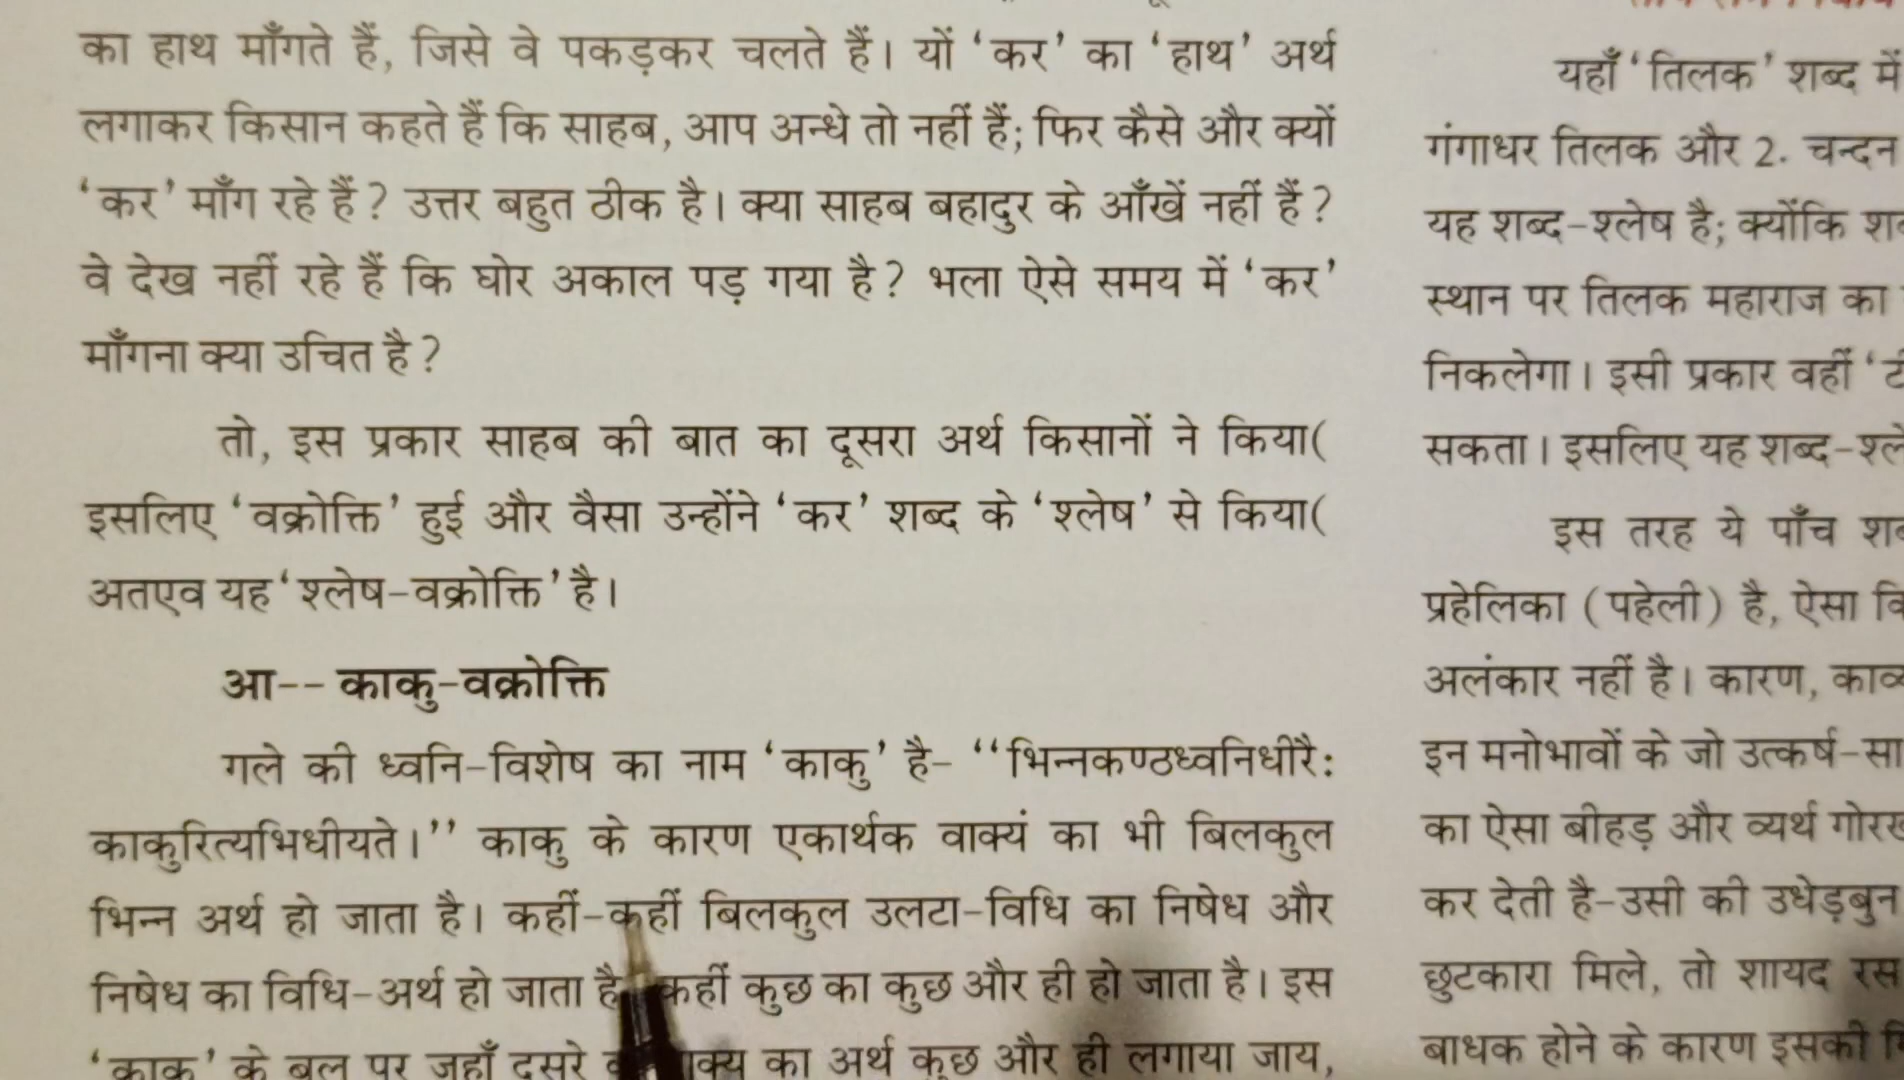 का हाथ माँगते हैं, जिसे वे पकड़कर चलते हैं। यों ‘कर’ का ‘हाथ’ अर्थ
लगाकर किसान कहते हैं कि साहब, आप अन्धे तो नहीं हैं; फिर कैसे और क्यों
‘कर’ माँग रहे हैं? उत्तर बहुत ठीक है। क्या साहब बहादुर के आँखें नहीं हैं?
वे देख नहीं रहे हैं कि घोर अकाल पड़ गया है? भला ऐसे समय में ‘कर’
माँगना क्या उचित है?
तो, इस प्रकार साहब की बात का दूसरा अर्थ किसानों ने किया(
इसलिए ‘वक्रोक्ति’ हुई और वैसा उन्होंने ‘कर’ शब्द के ‘श्लेष’ से किया(
अतएव यह ‘श्लेष-वक्रोक्ति’ है।
आ-- काकु-वक्रोक्ति
गले की ध्वनि-विशेष का नाम ‘काकु’ है- ‘‘भिन्नकण्ठध्वनिधीरै:
काकुरित्यभिधीयते।’’ काकु के कारण एकार्थक वाक्यं का भी बिलकुल
भिन्न अर्थ हो जाता है। कहीं-कहीं बिलकुल उलटा-विधि का निषेध और
निषेध का विधि-अर्थ हो जाता है कहीं कुछ का कुछ और ही हो जाता है। इस
‘काकु’ के बल पर जहाँ दूसरे का अर्थ कुछ और ही लगाया जाय,
यहाँ ‘तिलक’ शब्द में
गंगाधर तिलक और 2. चन्दन
यह शब्द-श्लेष है; क्योंकि
स्थान पर तिलक महाराज का
निकलेगा। इसी प्रकार वहीं
सकता। इसलिए यह
इस तरह ये पाँच
प्रहेलिका (पहेली) है, ऐसा
अलंकार नहीं है। कारण,
इन मनोभावों के जो
का ऐसा बीहड़ और व्यर्थ
कर देती है-उसी की उधेड़बुन
छुटकारा मिले, तो शायद रस
बाधक होने के कारण इसकी